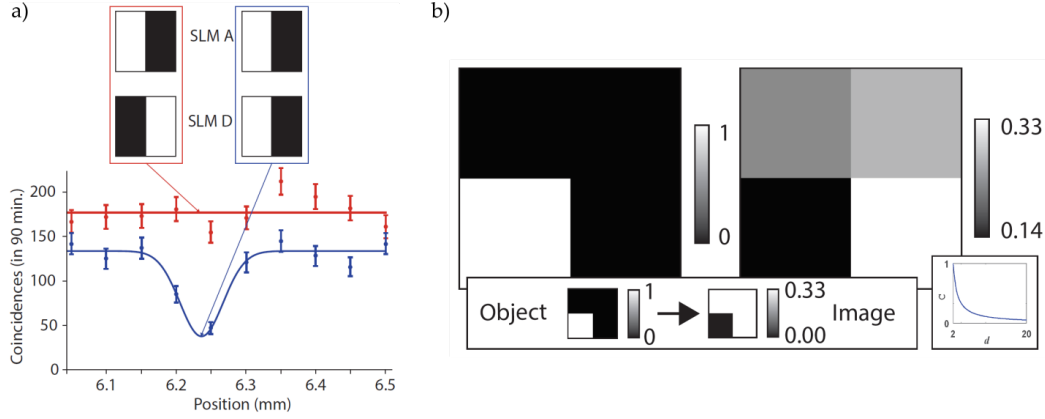 a)
SLM A
SLM D
200
150
100
50
0
6.1 6.2 6.3 6.4 6.5
Position (mm)
Coincidences (in 90 min.)
b)
1
0
0.33
0.14
Object
1
0
0.33
0.00
Image
1
C
0
2 20
d